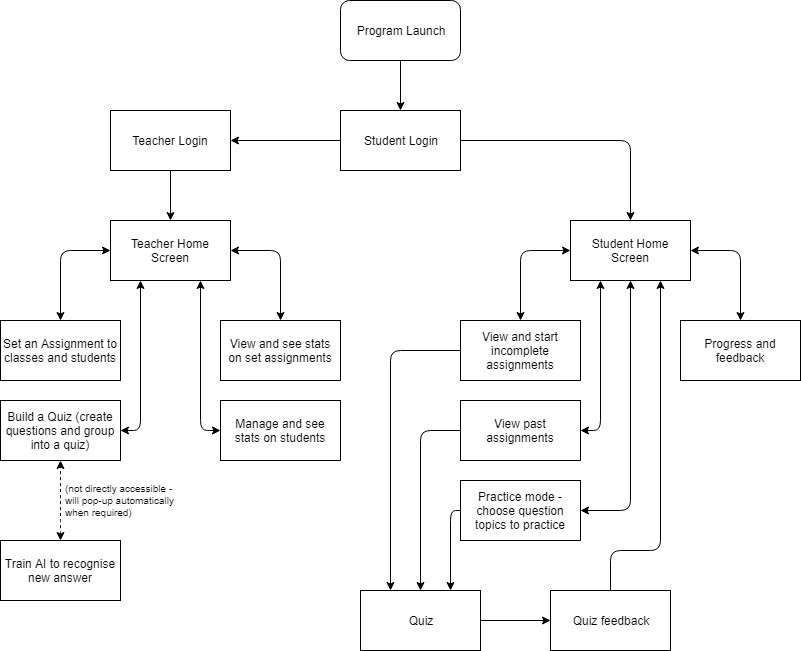 Program Launch
Teacher Login
Student Login
Teacher Home
Screen
Student Home
Screen
Set an Assignment to
classes and students
View and see stats
on set assignments
View and start
incomplete
assignments
Progress and
feedback
Build a Quiz (create
questions and group
into a quiz)
Manage and see
stats on students
View past
assignments
(not directly accessible -
will pop-up automatically
when required)
Practice mode -
choose question
topics to practice
Train AI to recognise
new answer
Quiz
Quiz feedback